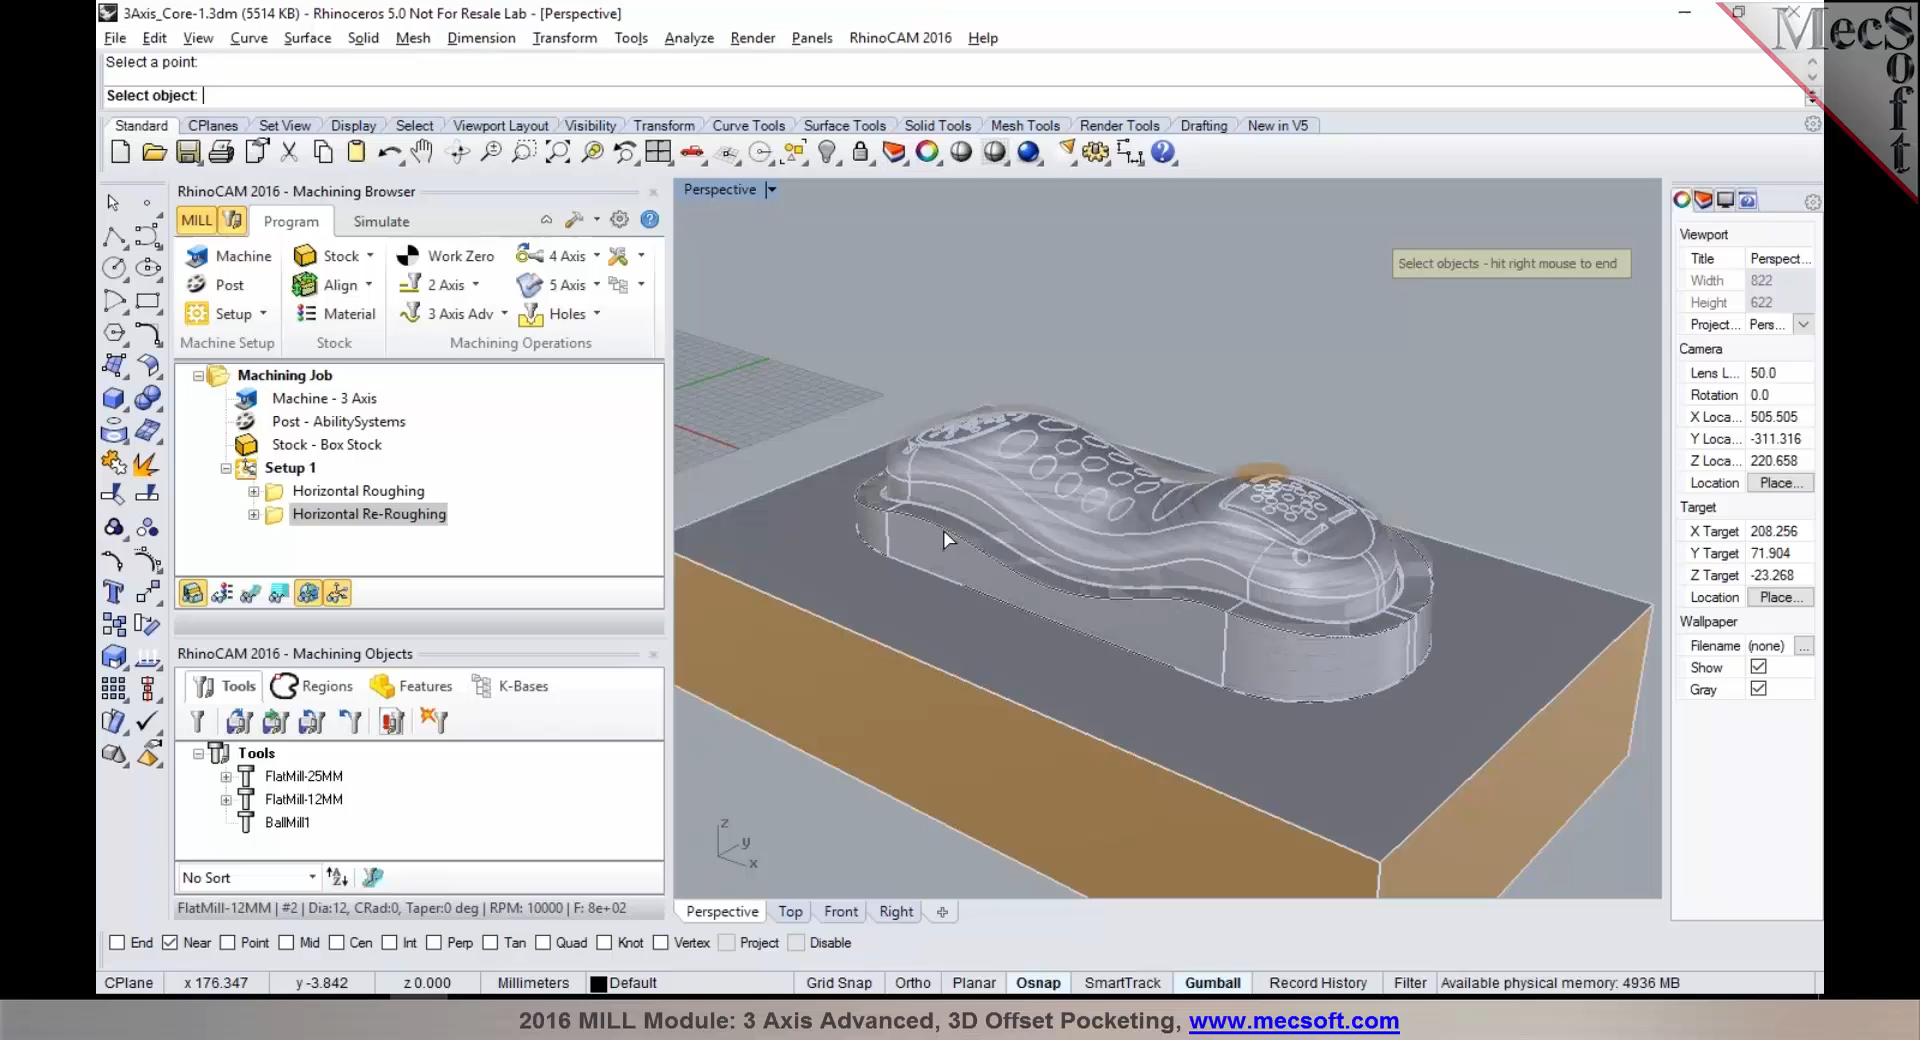 3Axis_Core-1.3dm (5514 KB) - Rhinoceros 5.0 Not For Resale Lab - [Perspective]
MecSoft
File Edit View Curve Surface Solid Mesh Dimension Transform Tools Analyze Render Panels RhinoCAM 2016 Help
Select a point:
Select object:
Standard CPlanes Set View Display Select Viewport Layout Visibility Transform Curve Tools Surface Tools Solid Tools Mesh Tools Render Tools Drafting New in V5
RhinoCAM 2016 - Machining Browser
MILL Program Simulate
Machine Stock Work Zero 4 Axis
Post Align 2 Axis 5 Axis
Setup Material 3 Axis Adv Holes
Machine Setup Stock Machining Operations
Machining Job
Machine - 3 Axis
Post - AbilitySystems
Stock - Box Stock
Setup 1
Horizontal Roughing
Horizontal Re-Roughing
RhinoCAM 2016 - Machining Objects
Tools Regions Features K-Bases
Tools
FlatMill-25MM
FlatMill-12MM
BallMill1
No Sort
FlatMill-12MM | #2 | Dia:12, CRad:0, Taper:0 deg | RPM: 10000 | F: 8e+02
Perspective
Select objects - hit right mouse to end
z
y
x
Perspective Top Front Right
Viewport
Title Perspect...
Width 822
Height 622
Project... Pers...
Camera
Lens L... 50.0
Rotation 0.0
X Loca... 505.505
Y Loca... -311.316
Z Loca... 220.658
Location Place...
Target
X Target 208.256
Y Target 71.904
Z Target -23.268
Location Place...
Wallpaper
Filename (none) ...
Show
Gray
End Near Point Mid Cen Int Perp Tan Quad Knot Vertex Project Disable
CPlane x 176.347 y -3.842 z 0.000 Millimeters Default Grid Snap Ortho Planar Osnap SmartTrack Gumball Record History Filter Available physical memory: 4936 MB
2016 MILL Module: 3 Axis Advanced, 3D Offset Pocketing, www.mecsoft.com